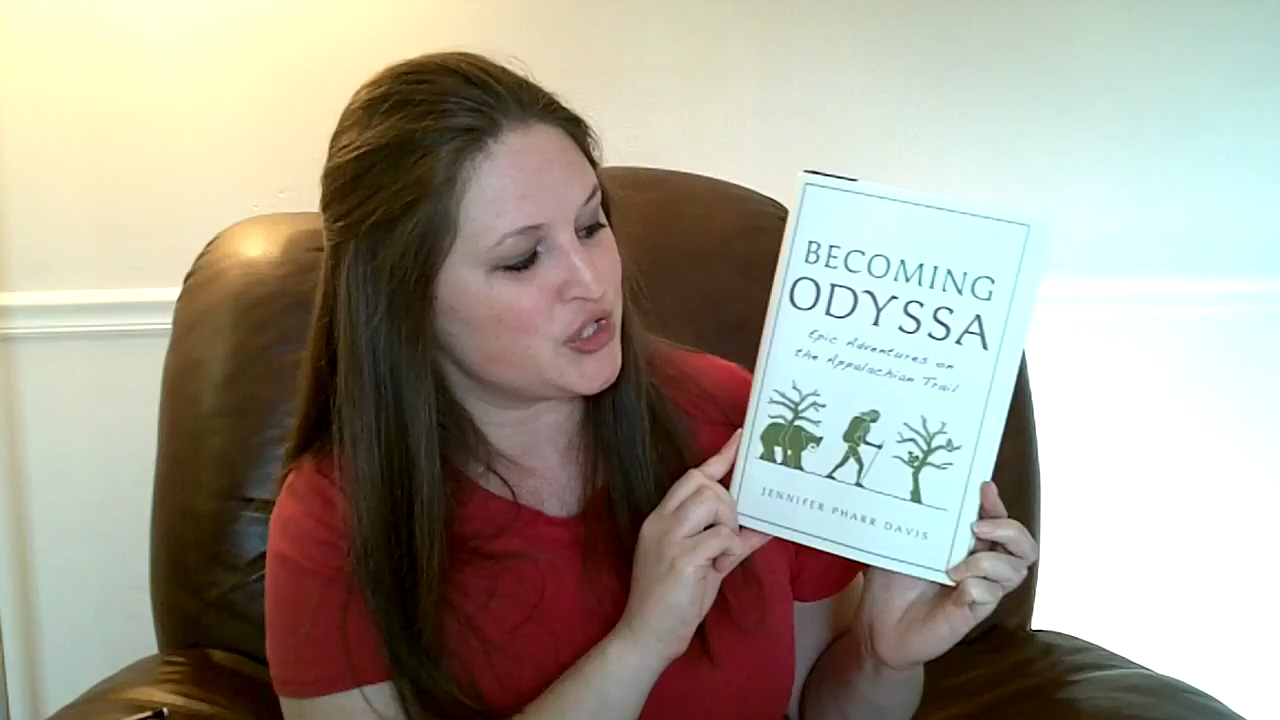 BECOMING
ODYSSA
Epic Adventures on
the Appalachian Trail
JENNIFER PHARR DAVIS